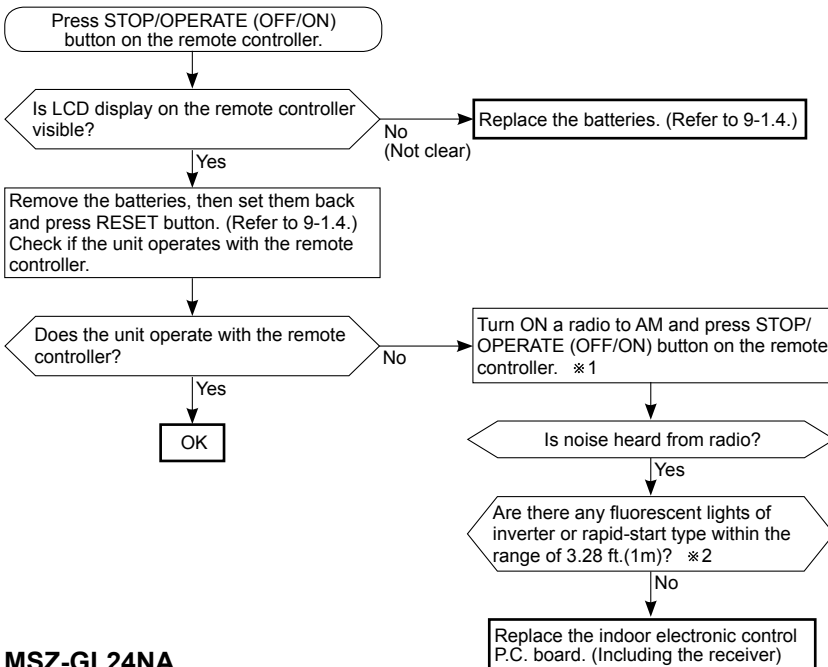 Press STOP/OPERATE (OFF/ON)
button on the remote controller.
Is LCD display on the remote controller
visible?
No
(Not clear)
Replace the batteries. (Refer to 9-1.4.)
Yes
Remove the batteries, then set them back
and press RESET button. (Refer to 9-1.4.)
Check if the unit operates with the remote
controller.
Does the unit operate with the remote
controller?
No
Yes
OK
Turn ON a radio to AM and press STOP/
OPERATE (OFF/ON) button on the remote
controller. ※1
Is noise heard from radio?
Yes
Are there any fluorescent lights of
inverter or rapid-start type within the
range of 3.28 ft.(1m)? ※2
No
Replace the indoor electronic control
P.C. board. (Including the receiver)
MSZ-GL24NA